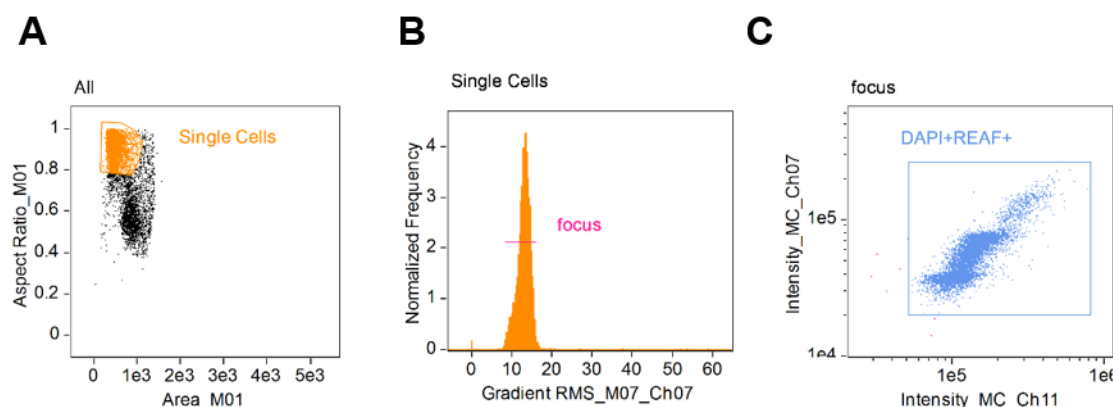 A
All
Single Cells
Aspect Ratio_M01
1
0.8
0.6
0.4
0.2
0
0
1e3
2e3
3e3
4e3
5e3
Area_M01
B
Single Cells
focus
Normalized Frequency
4
3
2
1
0
0
10
20
30
40
50
60
Gradient RMS_M07_Ch07
C
focus
DAPI+REAF+
Intensity_MC_Ch07
1e5
1e4
1e5
1e6
Intensity_MC_Ch11